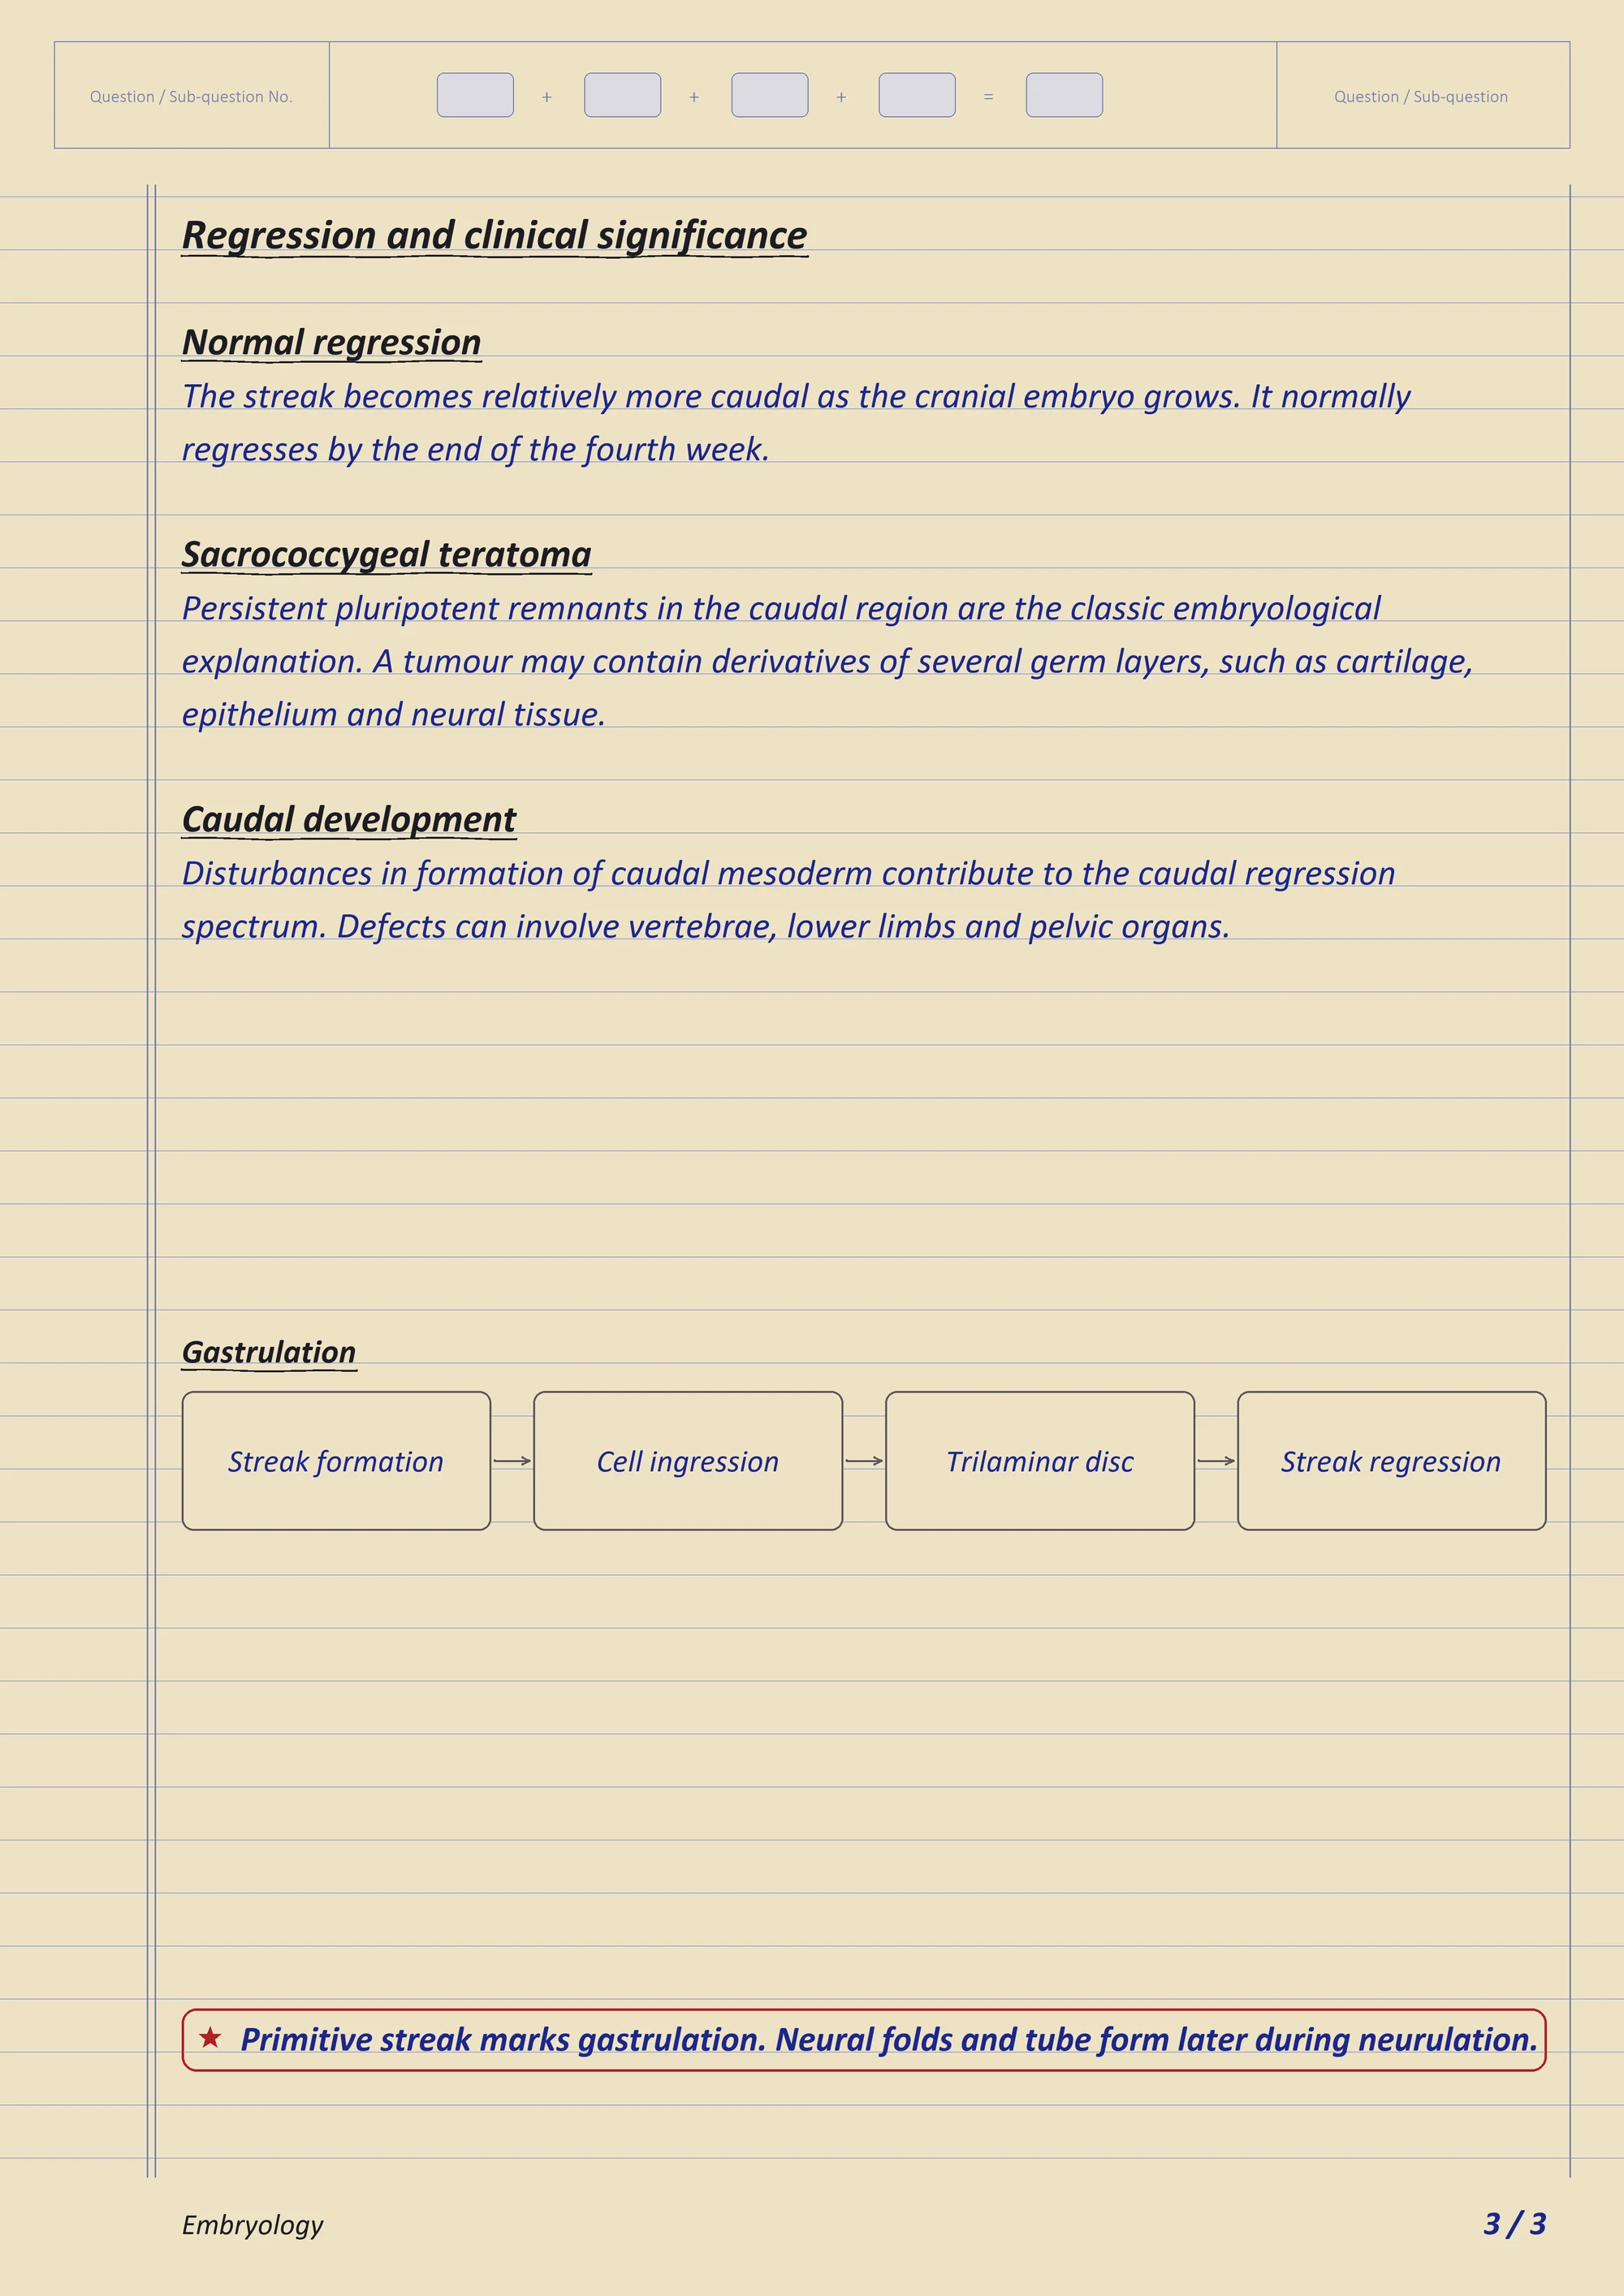 Question / Sub-question No.
+ + + =
Question / Sub-question
Regression and clinical significance
Normal regression
The streak becomes relatively more caudal as the cranial embryo grows. It normally
regresses by the end of the fourth week.
Sacrococcygeal teratoma
Persistent pluripotent remnants in the caudal region are the classic embryological
explanation. A tumour may contain derivatives of several germ layers, such as cartilage,
epithelium and neural tissue.
Caudal development
Disturbances in formation of caudal mesoderm contribute to the caudal regression
spectrum. Defects can involve vertebrae, lower limbs and pelvic organs.
Gastrulation
Streak formation
Cell ingression
Trilaminar disc
Streak regression
★ Primitive streak marks gastrulation. Neural folds and tube form later during neurulation.
Embryology
3 / 3